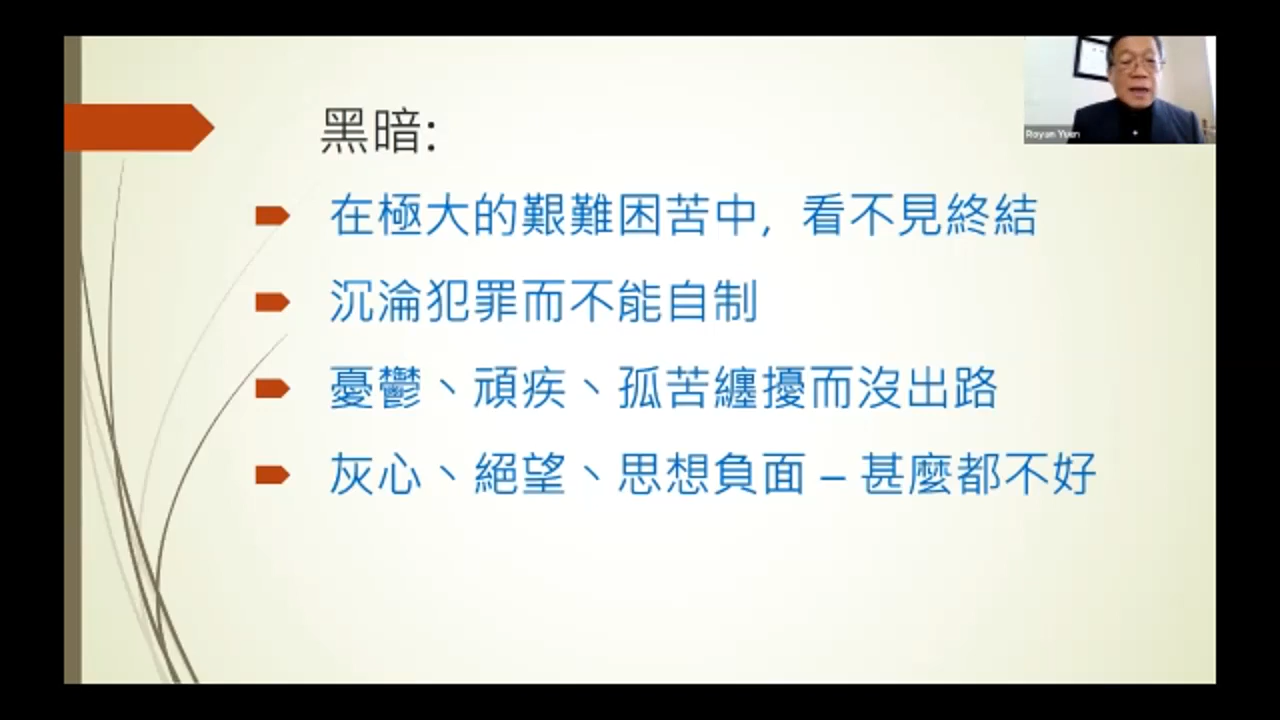 黑暗:
Royan Yuen
在極大的艱難困苦中, 看不見終結
沉淪犯罪而不能自制
憂鬱、頑疾、孤苦纏擾而沒出路
灰心、絕望、思想負面 – 甚麼都不好